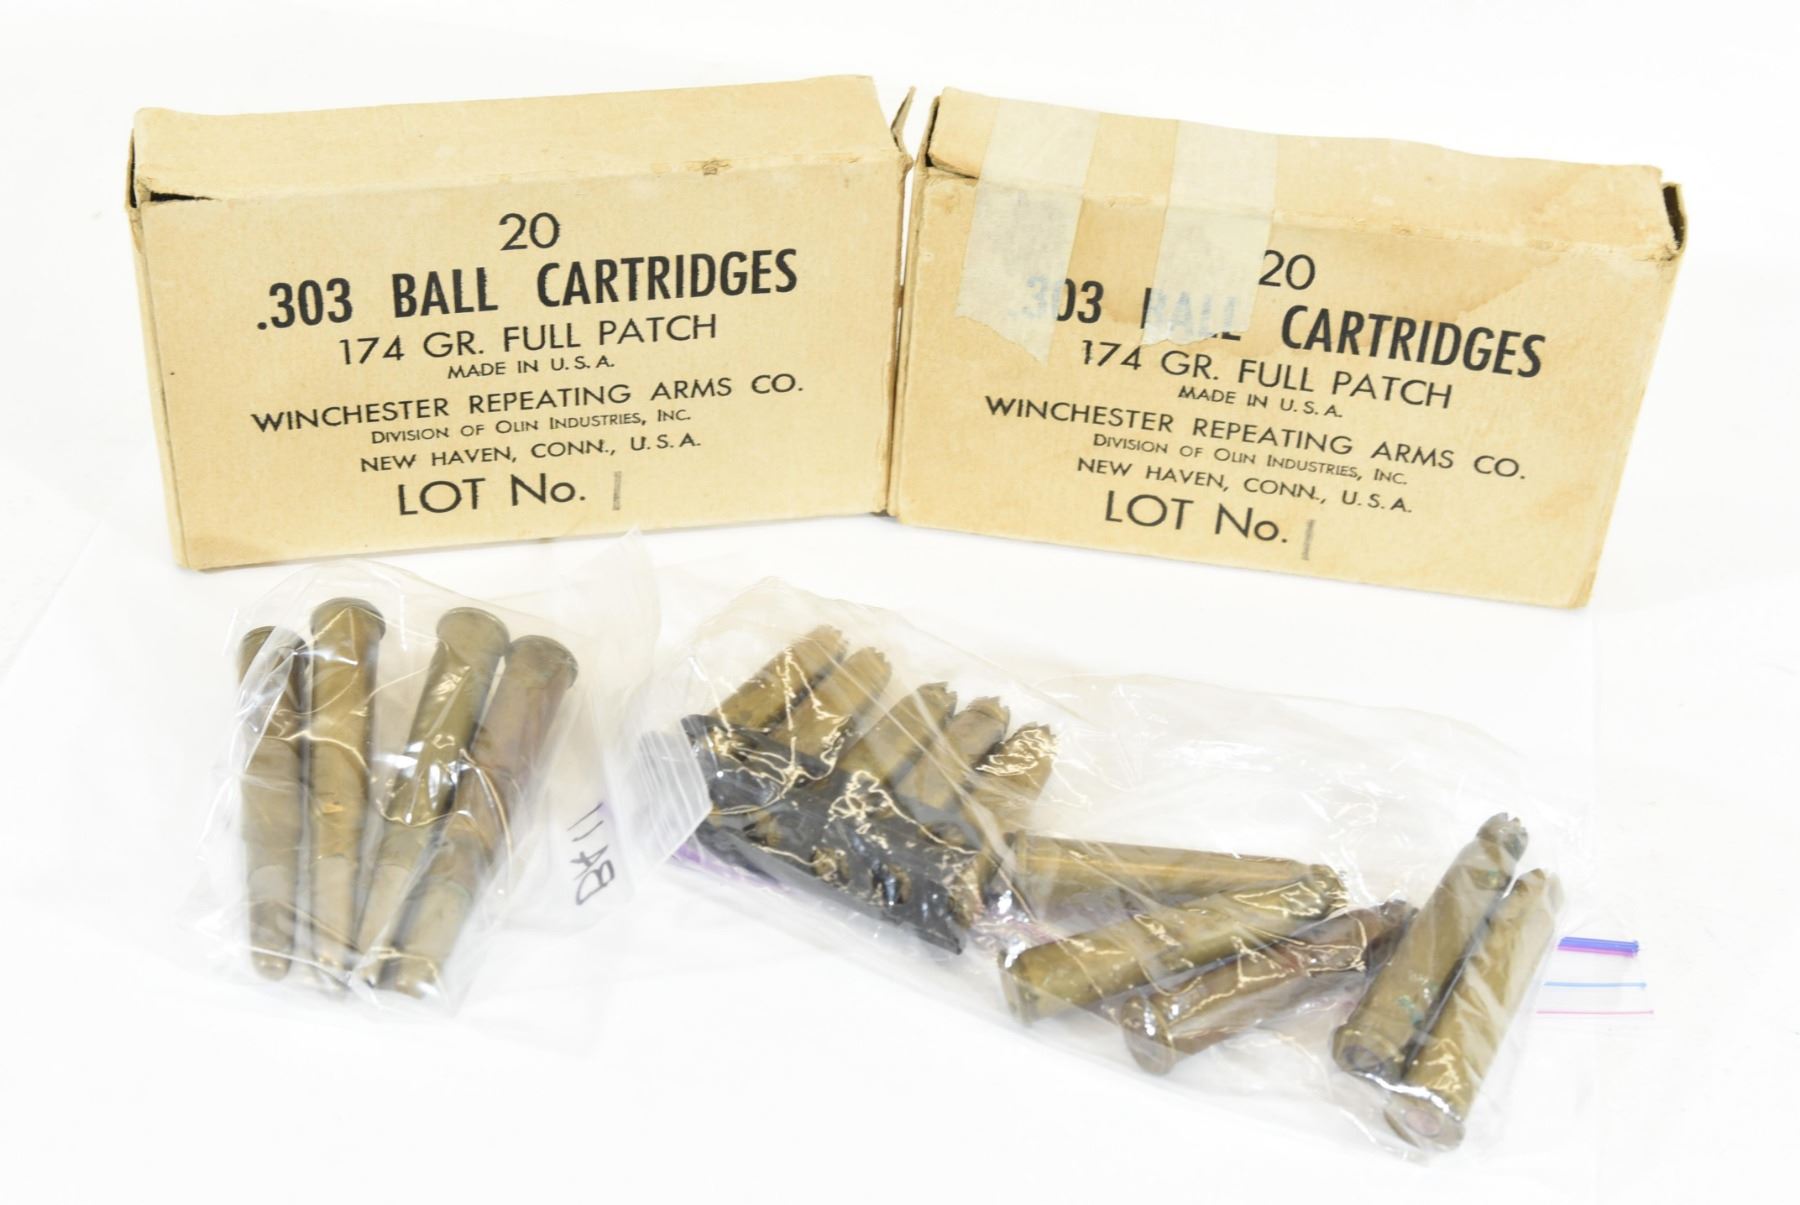 20
.303 BALL CARTRIDGES
174 GR. FULL PATCH
MADE IN U.S.A.
WINCHESTER REPEATING ARMS CO.
DIVISION OF OLIN INDUSTRIES, INC.
NEW HAVEN, CONN., U.S.A.
LOT No. 1
20
.303 BALL CARTRIDGES
174 GR. FULL PATCH
MADE IN U.S.A.
WINCHESTER REPEATING ARMS CO.
DIVISION OF OLIN INDUSTRIES, INC.
NEW HAVEN, CONN., U.S.A.
LOT No. 1